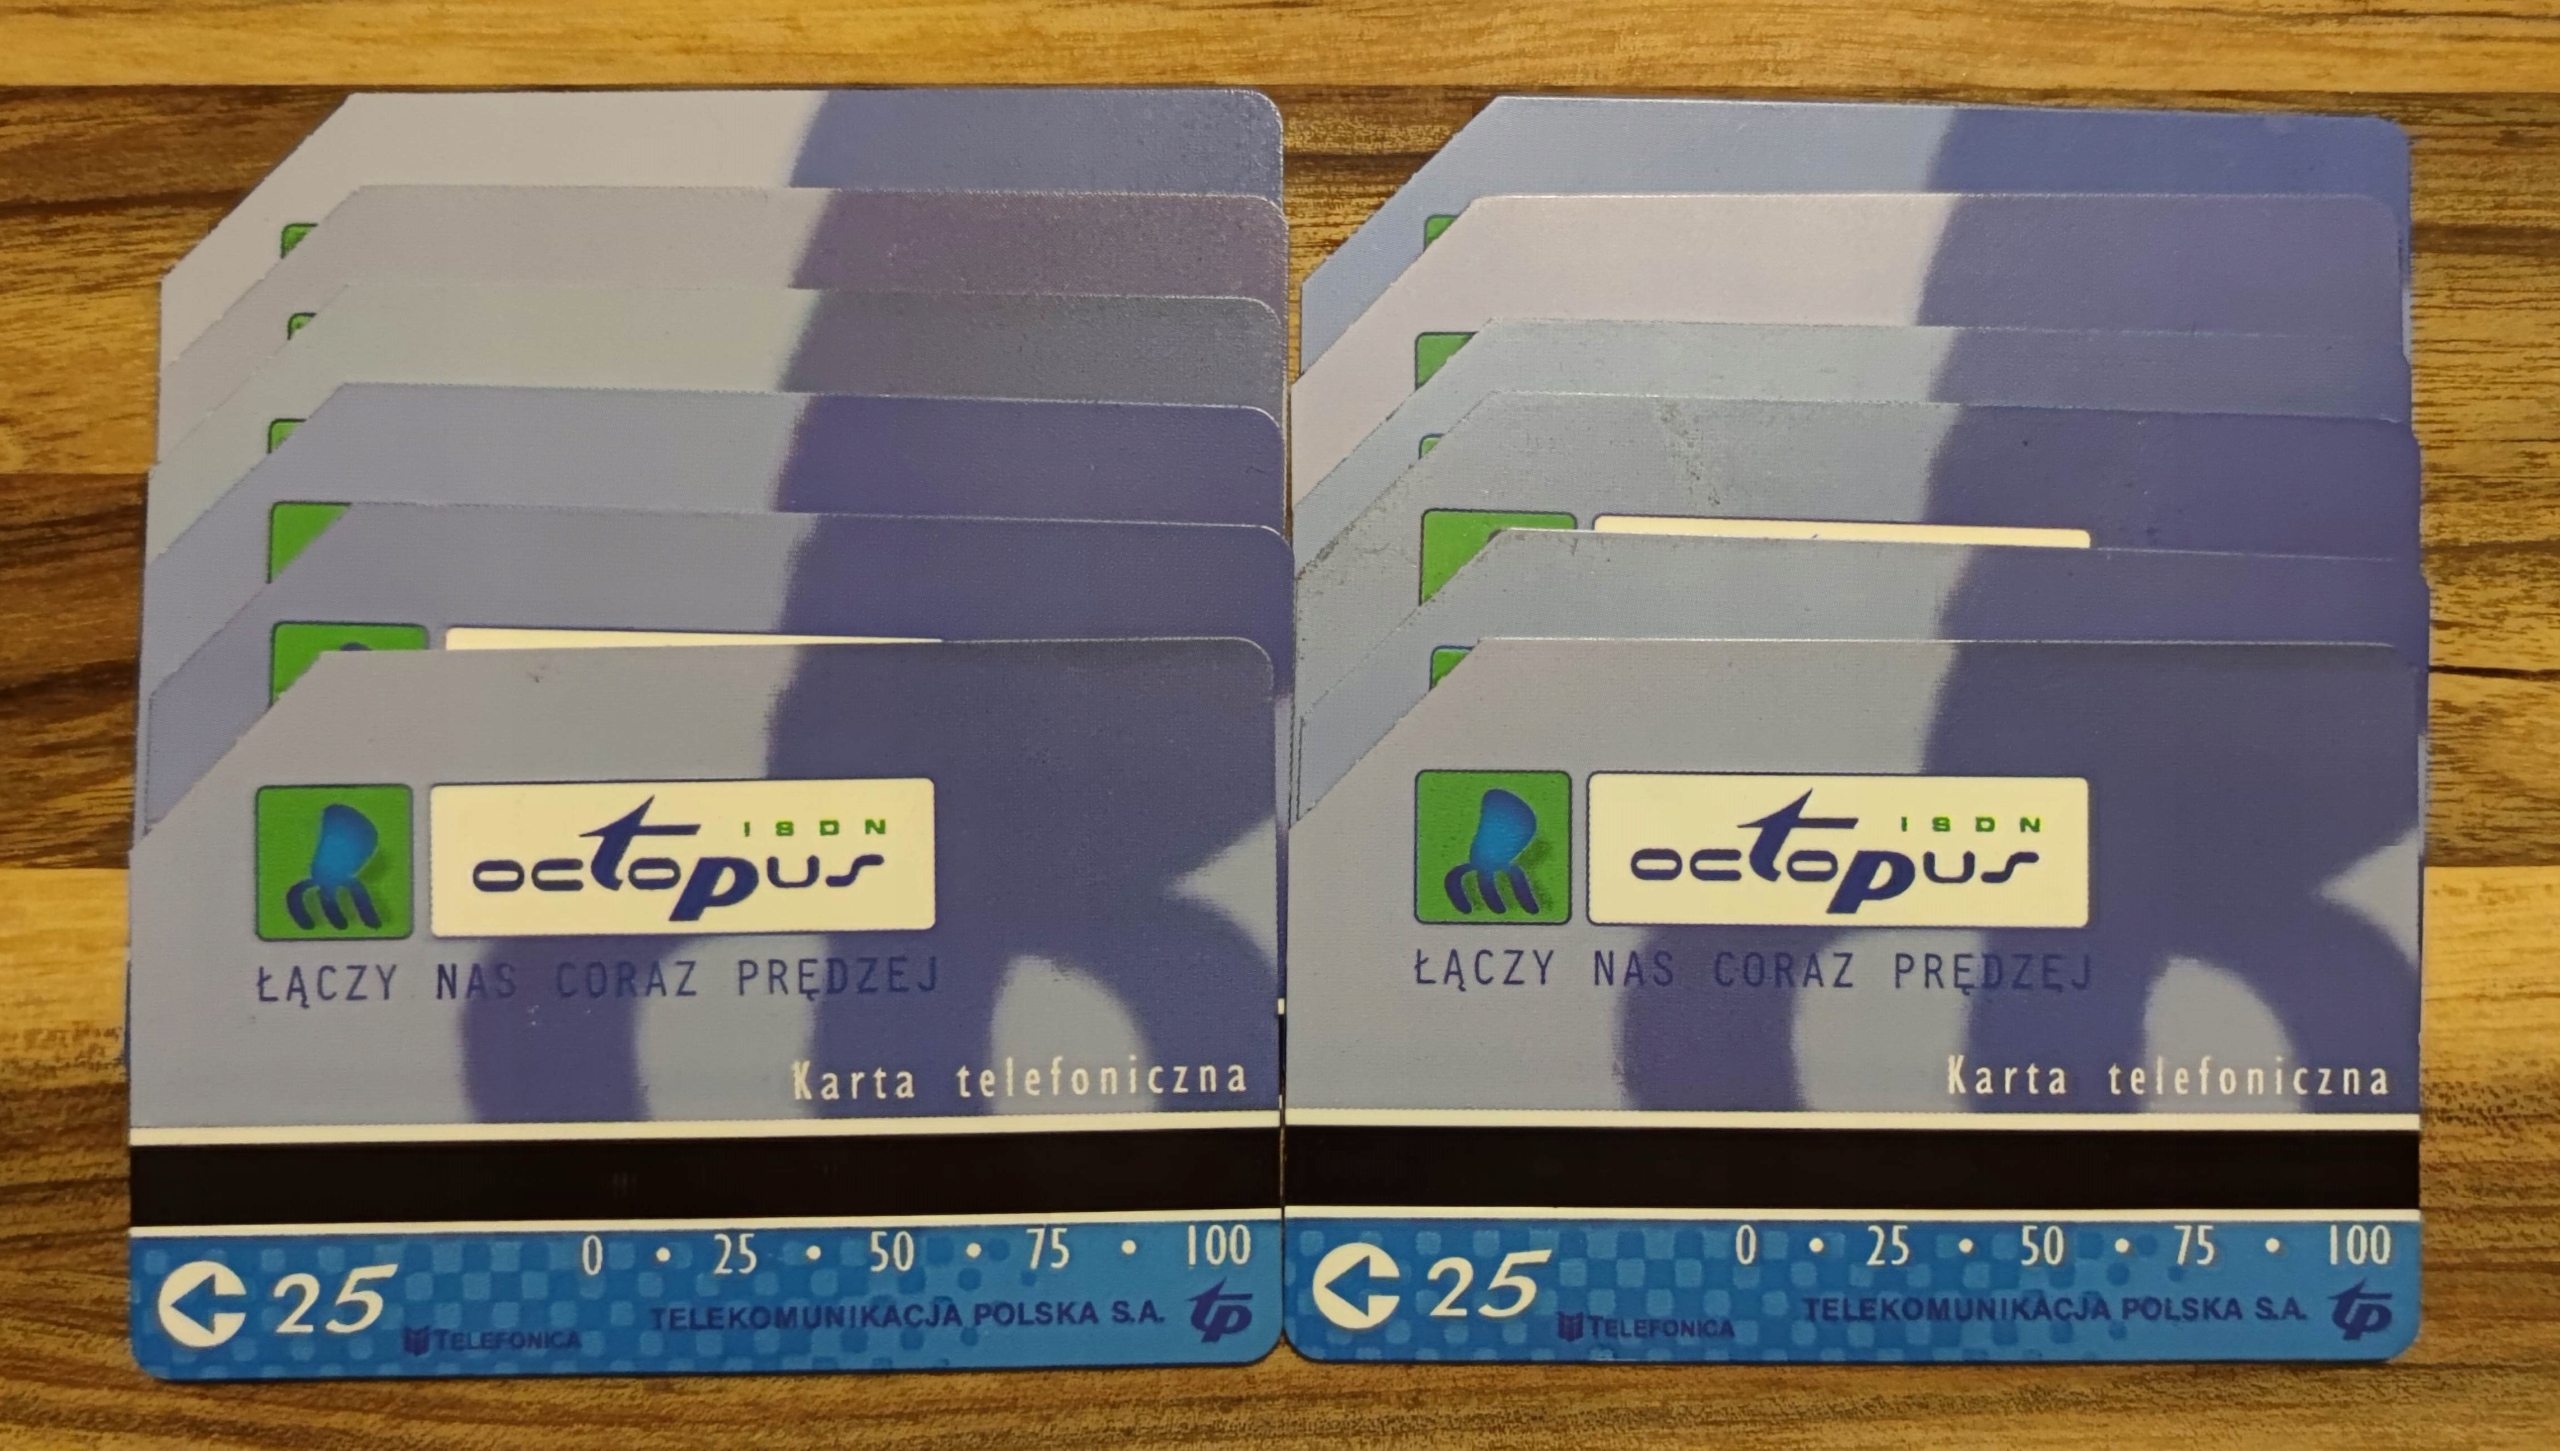 ISDN
octopus
ŁĄCZY NAS CORAZ PRĘDZEJ
Karta telefoniczna
0 • 25 • 50 • 75 • 100
25
TELEFONICA
TELEKOMUNIKACJA POLSKA S.A. tp
ISDN
octopus
ŁĄCZY NAS CORAZ PRĘDZEJ
Karta telefoniczna
0 • 25 • 50 • 75 • 100
25
TELEFONICA
TELEKOMUNIKACJA POLSKA S.A. tp